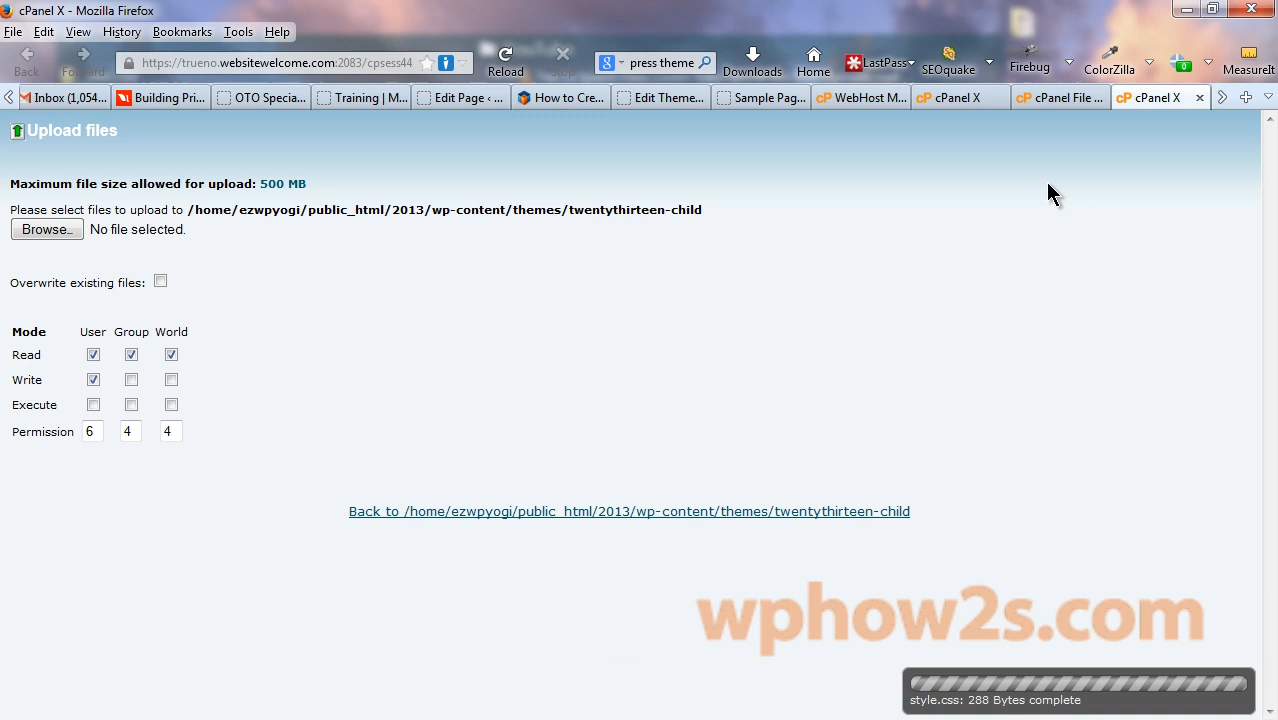 cPanel X - Mozilla Firefox
File Edit View History Bookmarks Tools Help
Back Forward https://trueno.websitewelcome.com:2083/cpsess44 Reload Stop press theme Downloads Home LastPass SEOquake Firebug ColorZilla 0 MeasureIt
Inbox (1,054... Building Pri... OTO Specia... Training | M... Edit Page ‹ ... How to Cre... Edit Theme... Sample Pag... WebHost M... cPanel X cPanel File ... cPanel X
Upload files
Maximum file size allowed for upload: 500 MB
Please select files to upload to /home/ezwpyogi/public_html/2013/wp-content/themes/twentythirteen-child
Browse... No file selected.
Overwrite existing files:
Mode User Group World
Read
Write
Execute
Permission 6 4 4
Back to /home/ezwpyogi/public_html/2013/wp-content/themes/twentythirteen-child
wphow2s.com
style.css: 288 Bytes complete